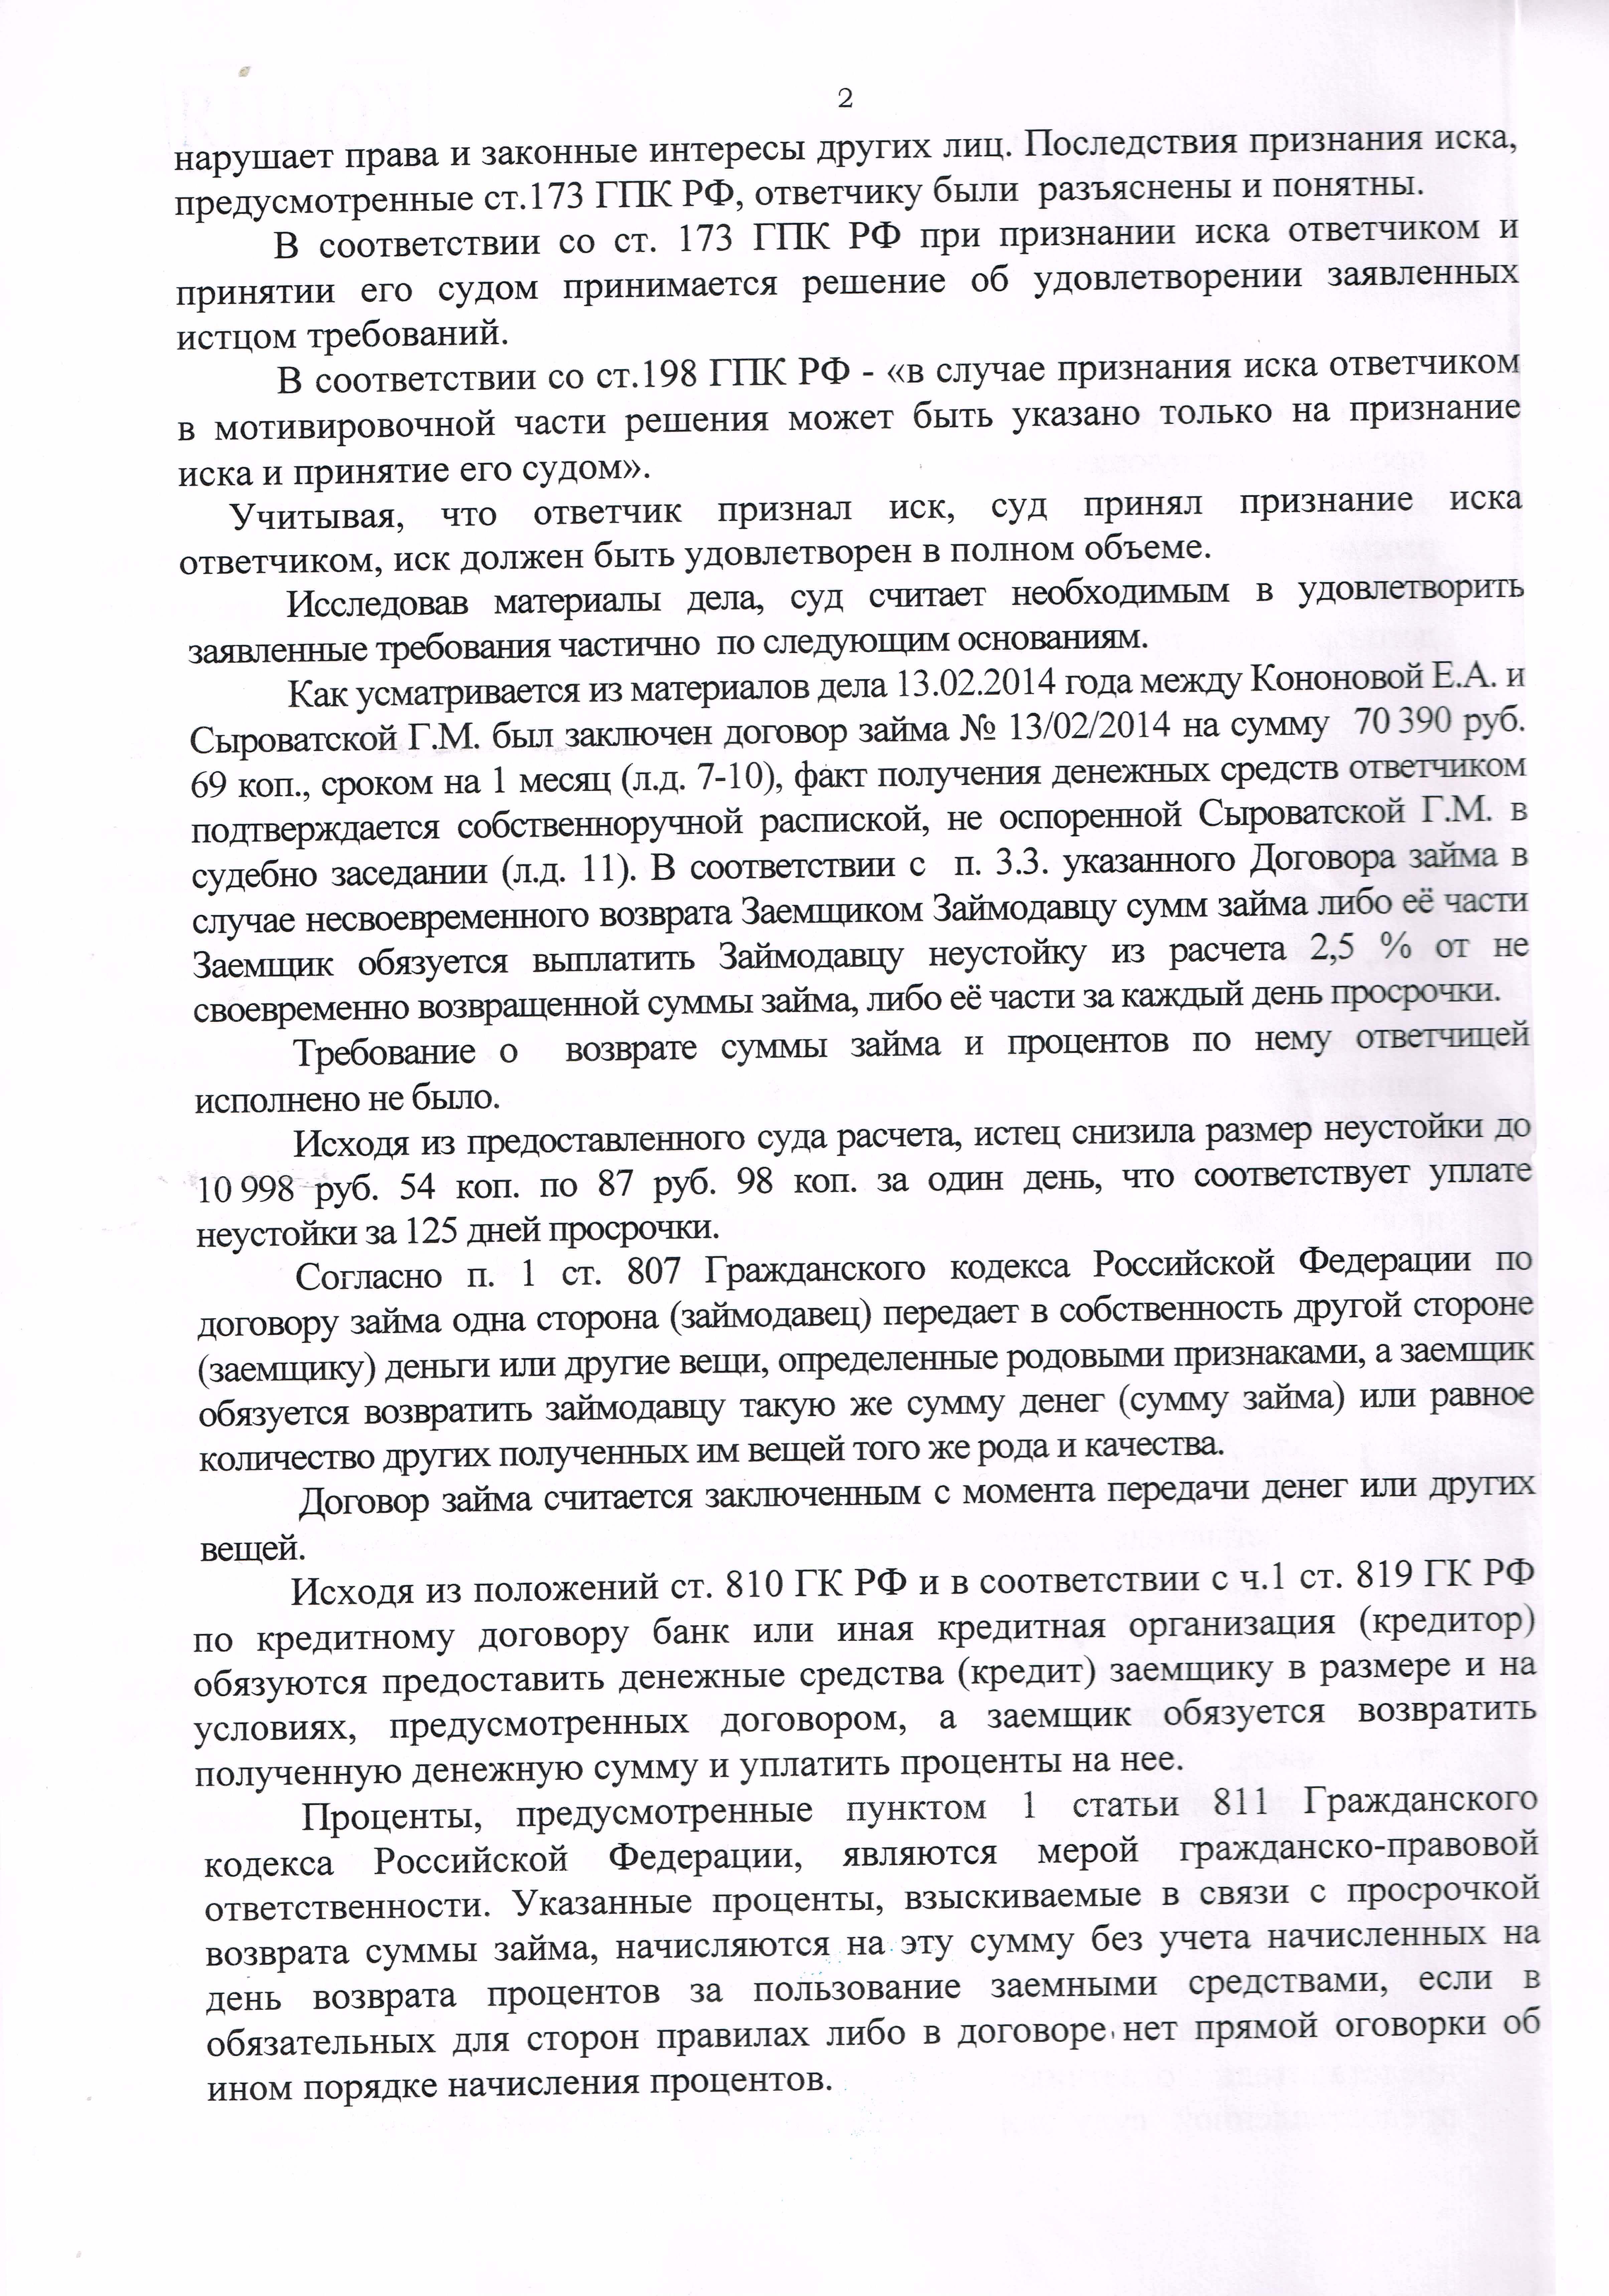 2
нарушает права и законные интересы других лиц. Последствия признания иска,
предусмотренные ст.173 ГПК РФ, ответчику были разъяснены и понятны.
В соответствии со ст. 173 ГПК РФ при признании иска ответчиком и
принятии его судом принимается решение об удовлетворении заявленных
истцом требований.
В соответствии со ст.198 ГПК РФ - «в случае признания иска ответчиком
в мотивировочной части решения может быть указано только на признание
иска и принятие его судом».
Учитывая, что ответчик признал иск, суд принял признание иска
ответчиком, иск должен быть удовлетворен в полном объеме.
Исследовав материалы дела, суд считает необходимым в удовлетворить
заявленные требования частично по следующим основаниям.
Как усматривается из материалов дела 13.02.2014 года между Кононовой Е.А. и
Сыроватской Г.М. был заключен договор займа № 13/02/2014 на сумму 70 390 руб.
69 коп., сроком на 1 месяц (л.д. 7-10), факт получения денежных средств ответчиком
подтверждается собственноручной распиской, не оспоренной Сыроватской Г.М. в
судебно заседании (л.д. 11). В соответствии с п. 3.3. указанного Договора займа в
случае несвоевременного возврата Заемщиком Займодавцу сумм займа либо её части
Заемщик обязуется выплатить Займодавцу неустойку из расчета 2,5 % от не
своевременно возвращенной суммы займа, либо её части за каждый день просрочки.
Требование о возврате суммы займа и процентов по нему ответчицей
исполнено не было.
Исходя из предоставленного суда расчета, истец снизила размер неустойки до
10 998 руб. 54 коп. по 87 руб. 98 коп. за один день, что соответствует уплате
неустойки за 125 дней просрочки.
Согласно п. 1 ст. 807 Гражданского кодекса Российской Федерации по
договору займа одна сторона (займодавец) передает в собственность другой стороне
(заемщику) деньги или другие вещи, определенные родовыми признаками, а заемщик
обязуется возвратить займодавцу такую же сумму денег (сумму займа) или равное
количество других полученных им вещей того же рода и качества.
Договор займа считается заключенным с момента передачи денег или других
вещей.
Исходя из положений ст. 810 ГК РФ и в соответствии с ч.1 ст. 819 ГК РФ
по кредитному договору банк или иная кредитная организация (кредитор)
обязуются предоставить денежные средства (кредит) заемщику в размере и на
условиях, предусмотренных договором, а заемщик обязуется возвратить
полученную денежную сумму и уплатить проценты на нее.
Проценты, предусмотренные пунктом 1 статьи 811 Гражданского
кодекса Российской Федерации, являются мерой гражданско-правовой
ответственности. Указанные проценты, взыскиваемые в связи с просрочкой
возврата суммы займа, начисляются на эту сумму без учета начисленных на
день возврата процентов за пользование заемными средствами, если в
обязательных для сторон правилах либо в договоре нет прямой оговорки об
ином порядке начисления процентов.